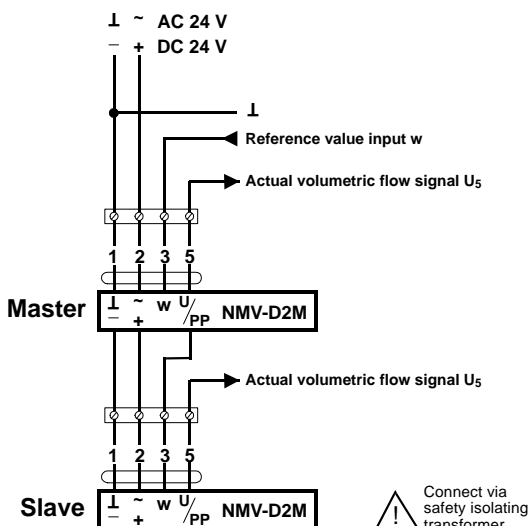 ⊥ ~ AC 24 V
– + DC 24 V
⊥
Reference value input w
Actual volumetric flow signal U5
1 2 3 5
Master ⊥ ~ w U/PP NMV-D2M
– +
Actual volumetric flow signal U5
1 2 3 5
Slave ⊥ ~ w U/PP NMV-D2M
– +
! Connect via
safety isolating
transformer